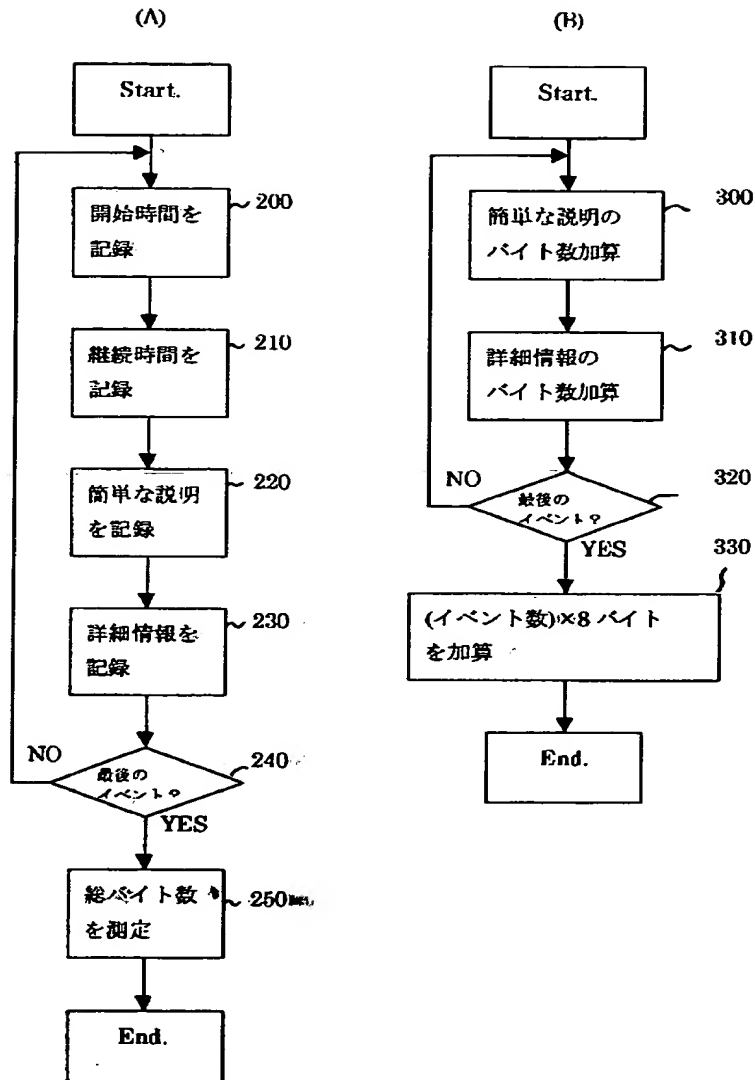 (A)
Start.
開始時間を
記録
200
継続時間を
記録
210
簡単な説明
を記録
220
詳細情報を
記録
230
NO
最後の
イベント?
240
YES
総バイト数
を測定
250
End.
(B)
Start.
簡単な説明の
バイト数加算
300
詳細情報の
バイト数加算
310
NO
最後の
イベント?
320
YES
330
(イベント数)×8 バイト
を加算
End.